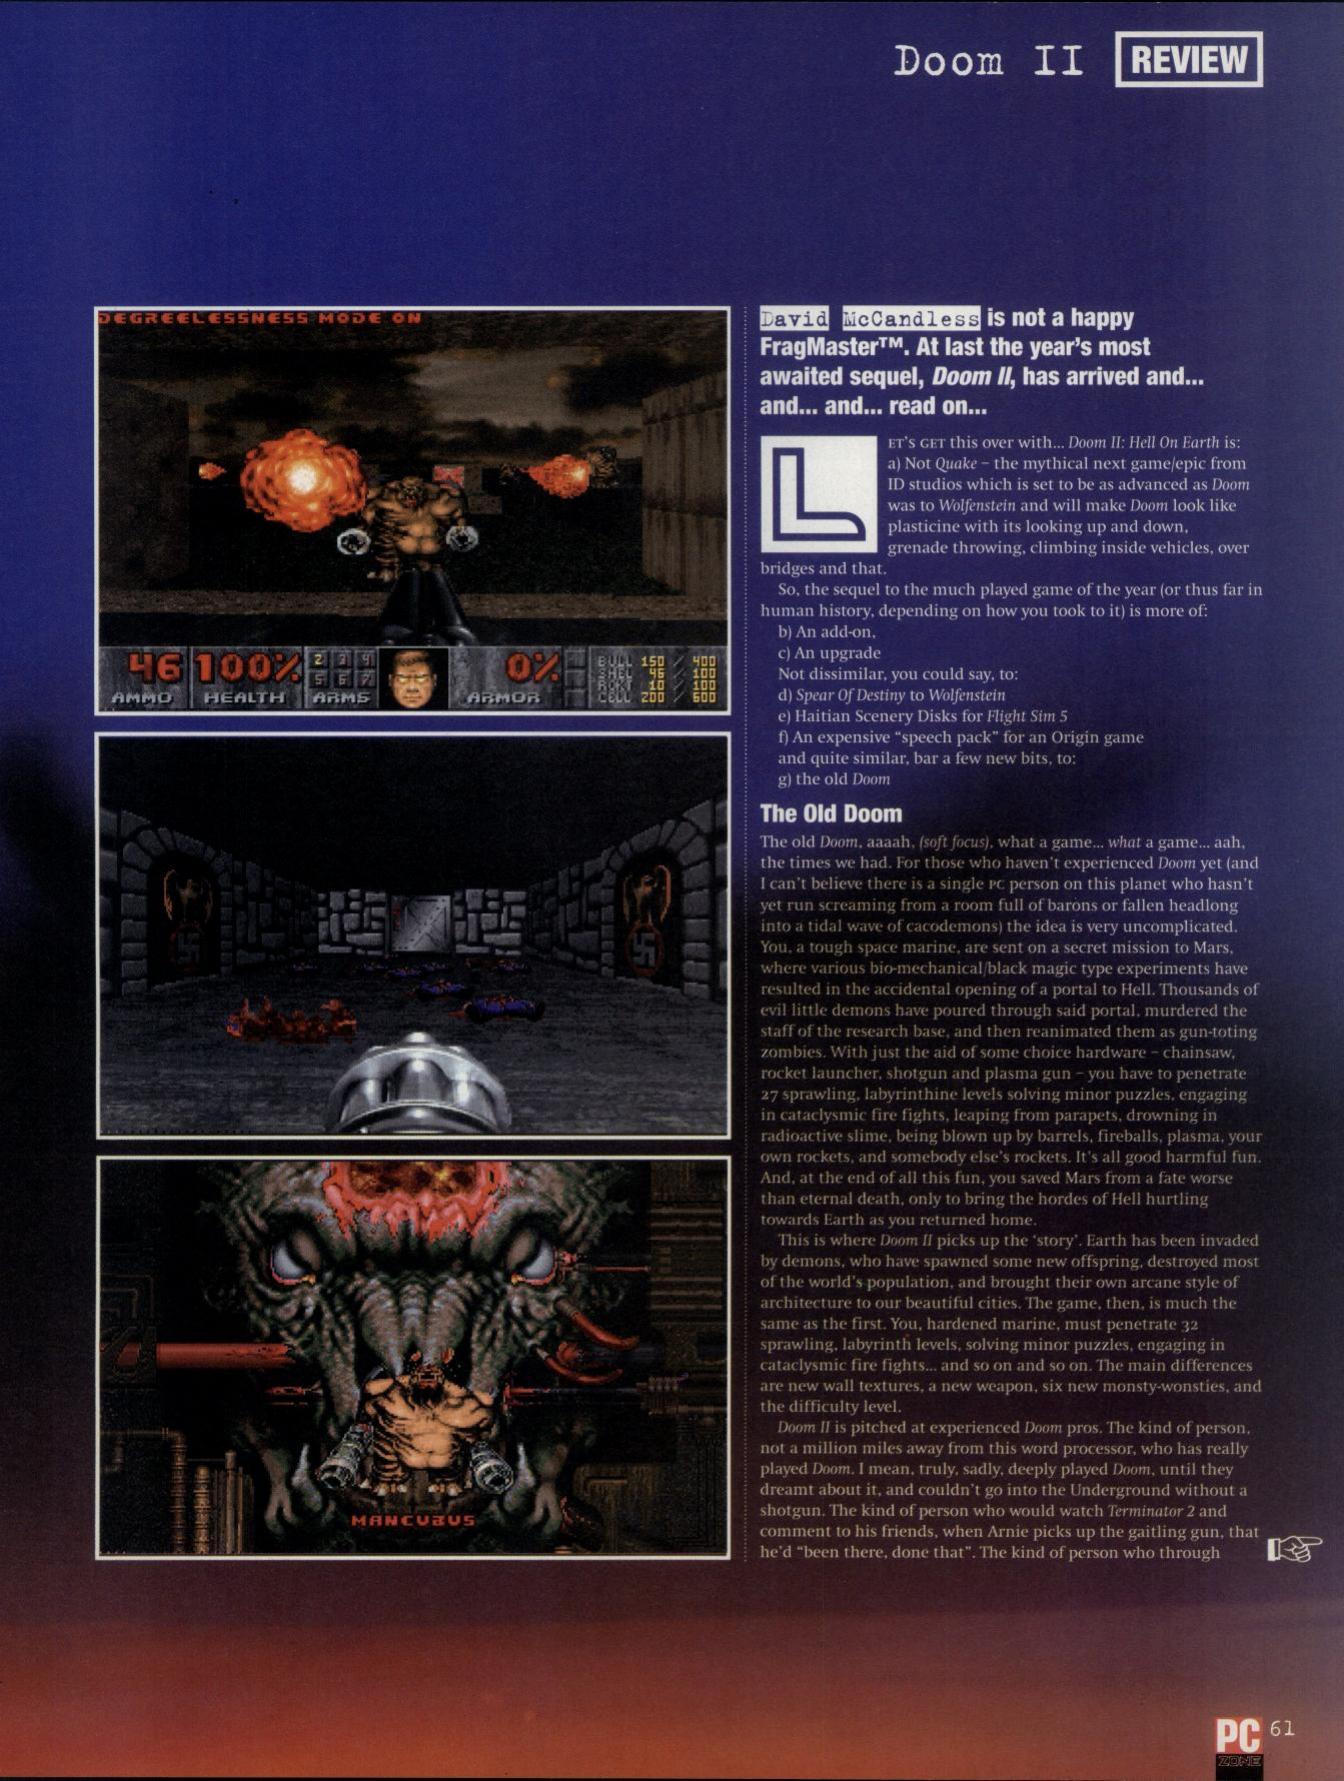 Doom II REVIEW
DEGREELESSNESS MODE ON
46 100% 2 3 4 0% BULL 150 / 400
5 6 7 SHEL 46 / 100
ROKT 10 / 100
AMMO HEALTH ARMS ARMOR CELL 200 / 600
MANCUBUS
David McCandless is not a happy
FragMaster™. At last the year's most
awaited sequel, Doom II, has arrived and...
and... and... read on...
LET'S GET this over with... Doom II: Hell On Earth is:
a) Not Quake – the mythical next game/epic from
ID studios which is set to be as advanced as Doom
was to Wolfenstein and will make Doom look like
plasticine with its looking up and down,
grenade throwing, climbing inside vehicles, over
bridges and that.
So, the sequel to the much played game of the year (or thus far in
human history, depending on how you took to it) is more of:
b) An add-on,
c) An upgrade
Not dissimilar, you could say, to:
d) Spear Of Destiny to Wolfenstein
e) Haitian Scenery Disks for Flight Sim 5
f) An expensive “speech pack” for an Origin game
and quite similar, bar a few new bits, to:
g) the old Doom
The Old Doom
The old Doom, aaaah, (soft focus), what a game... what a game... aah,
the times we had. For those who haven't experienced Doom yet (and
I can't believe there is a single PC person on this planet who hasn't
yet run screaming from a room full of barons or fallen headlong
into a tidal wave of cacodemons) the idea is very uncomplicated.
You, a tough space marine, are sent on a secret mission to Mars,
where various bio-mechanical/black magic type experiments have
resulted in the accidental opening of a portal to Hell. Thousands of
evil little demons have poured through said portal, murdered the
staff of the research base, and then reanimated them as gun-toting
zombies. With just the aid of some choice hardware – chainsaw,
rocket launcher, shotgun and plasma gun – you have to penetrate
27 sprawling, labyrinthine levels solving minor puzzles, engaging
in cataclysmic fire fights, leaping from parapets, drowning in
radioactive slime, being blown up by barrels, fireballs, plasma, your
own rockets, and somebody else's rockets. It's all good harmful fun.
And, at the end of all this fun, you saved Mars from a fate worse
than eternal death, only to bring the hordes of Hell hurtling
towards Earth as you returned home.
This is where Doom II picks up the ‘story’. Earth has been invaded
by demons, who have spawned some new offspring, destroyed most
of the world's population, and brought their own arcane style of
architecture to our beautiful cities. The game, then, is much the
same as the first. You, hardened marine, must penetrate 32
sprawling, labyrinth levels, solving minor puzzles, engaging in
cataclysmic fire fights... and so on and so on. The main differences
are new wall textures, a new weapon, six new monsty-wonsties, and
the difficulty level.
Doom II is pitched at experienced Doom pros. The kind of person,
not a million miles away from this word processor, who has really
played Doom. I mean, truly, sadly, deeply played Doom, until they
dreamt about it, and couldn't go into the Underground without a
shotgun. The kind of person who would watch Terminator 2 and
comment to his friends, when Arnie picks up the gaitling gun, that
he'd “been there, done that”. The kind of person who through
PC ZONE 61